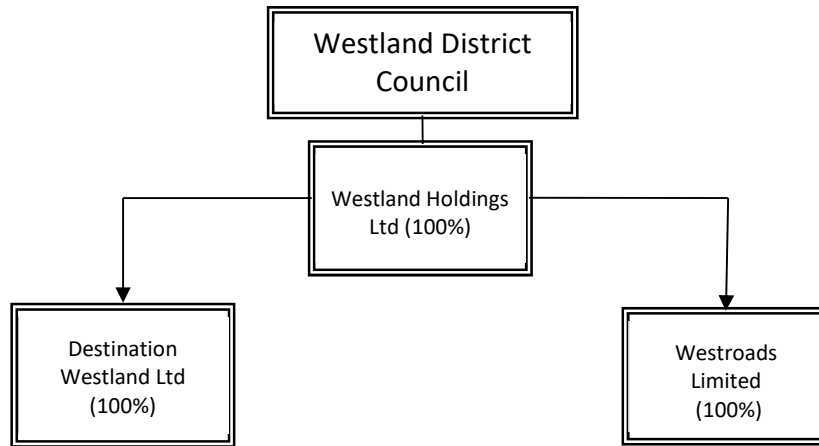 Westland District
Council
Westland Holdings
Ltd (100%)
Destination
Westland Ltd
(100%)
Westroads
Limited
(100%)